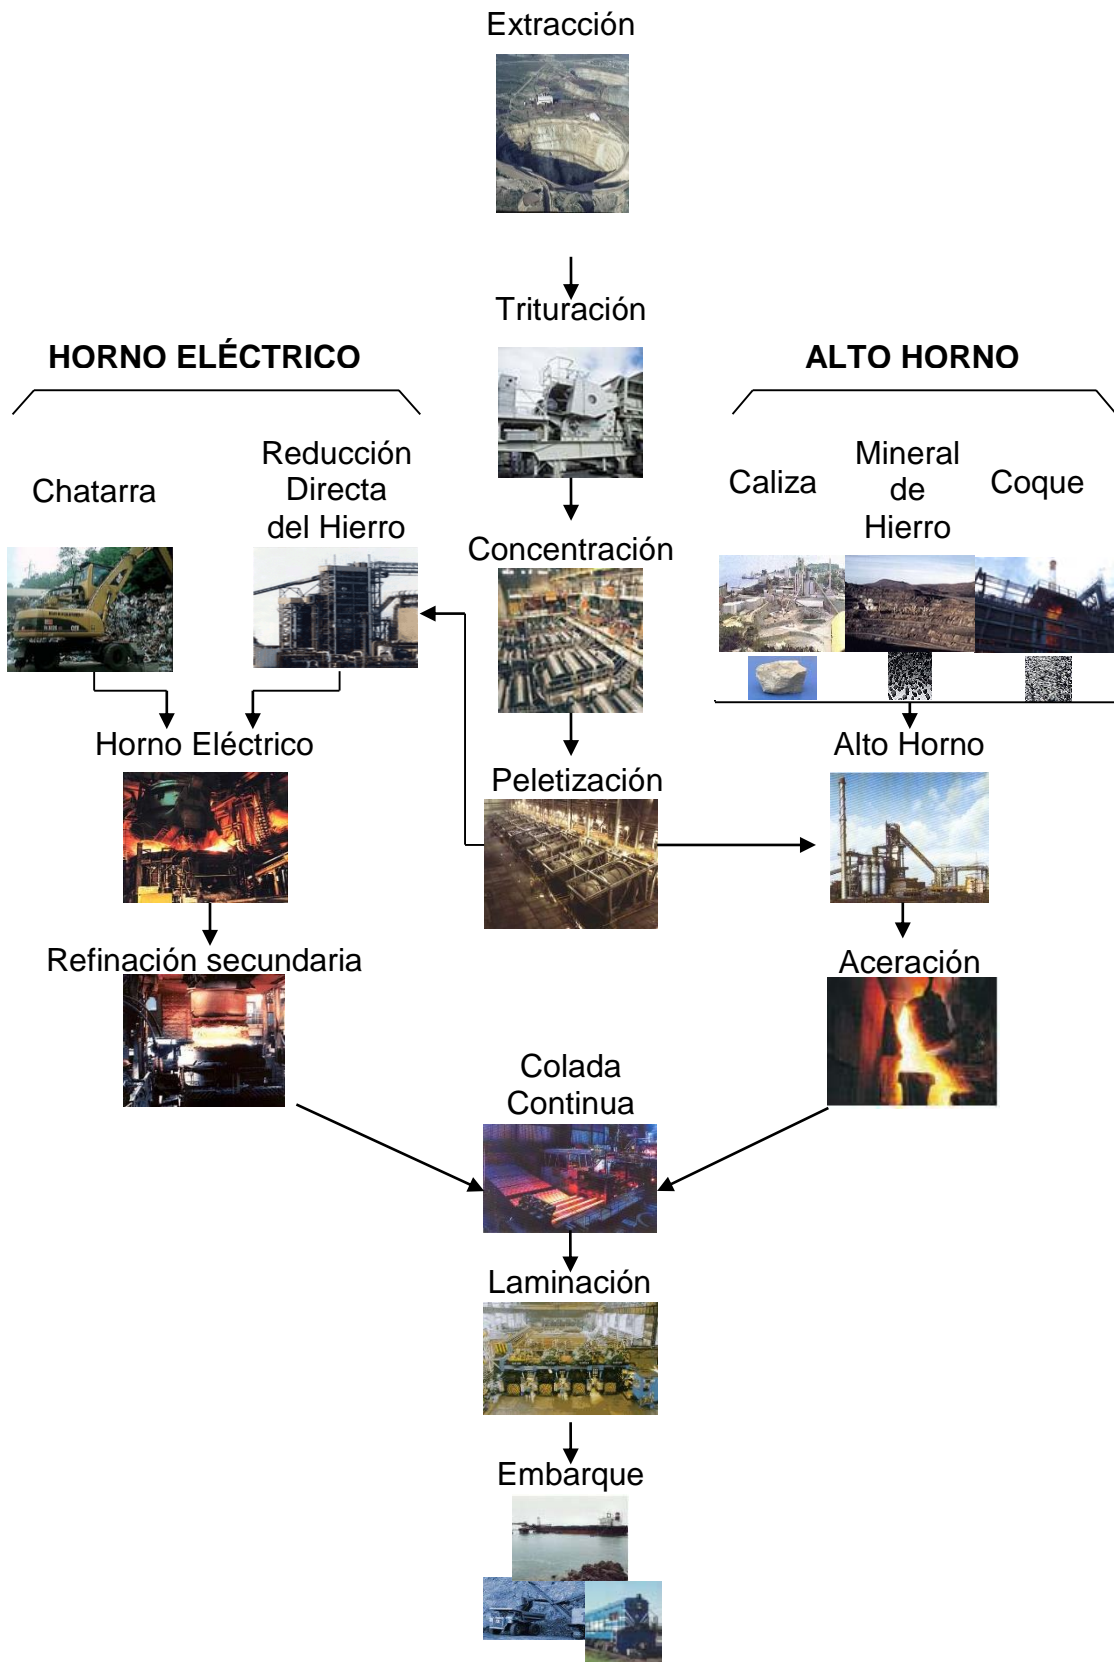 Extracción
Trituración
HORNO ELÉCTRICO
ALTO HORNO
Chatarra
Reducción
Directa
del Hierro
Concentración
Caliza
Mineral
de
Hierro
Coque
Horno Eléctrico
Peletización
Alto Horno
Refinación secundaria
Aceración
Colada
Continua
Laminación
Embarque